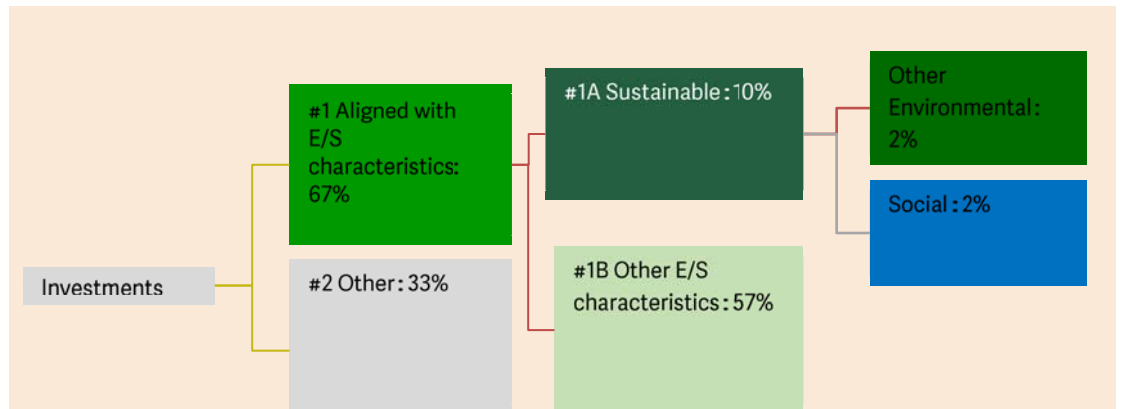 Investments
#1 Aligned with
E/S
characteristics:
67%
#2 Other: 33%
#1A Sustainable: 10%
#1B Other E/S
characteristics: 57%
Other
Environmental:
2%
Social: 2%